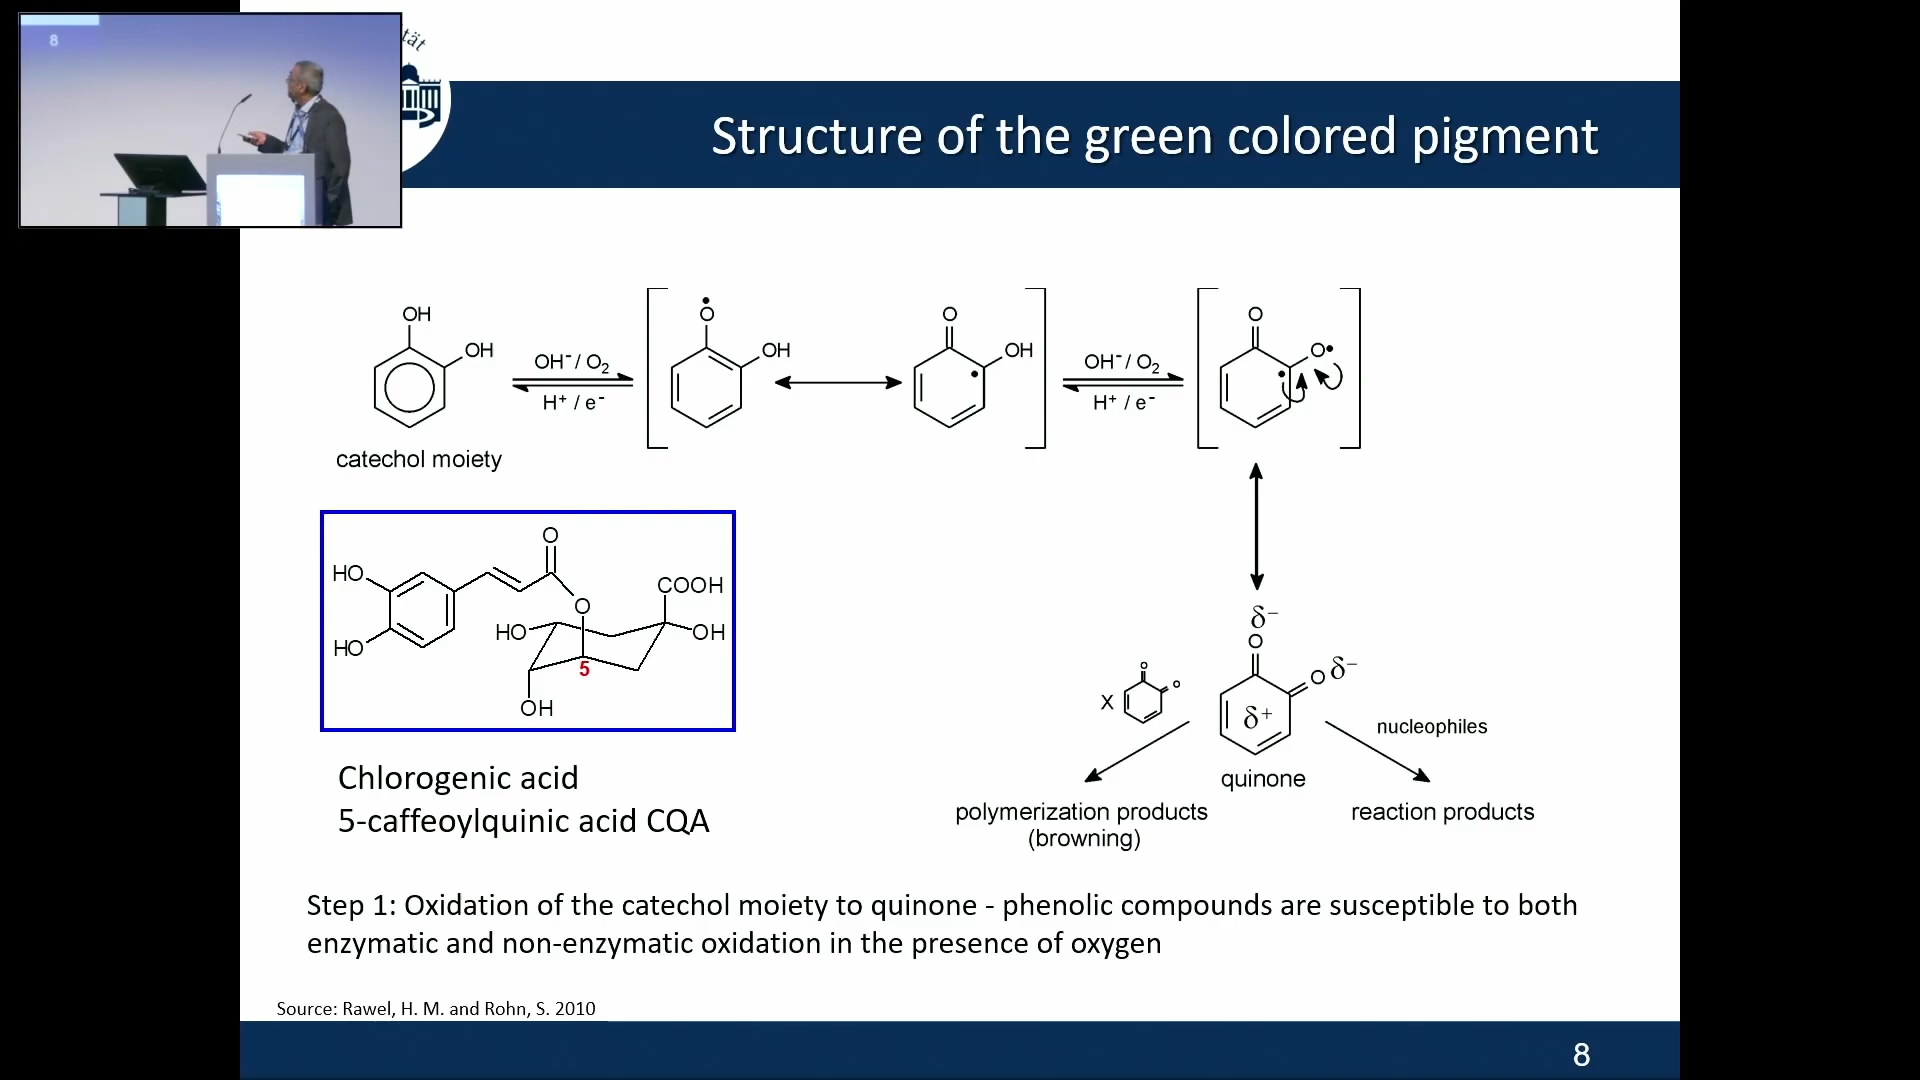 8
tät
Structure of the green colored pigment
OH
OH
catechol moiety
OH⁻ / O₂
H⁺ / e⁻
O
OH
O
OH
OH⁻ / O₂
H⁺ / e⁻
O
O
HO
HO
O
O
COOH
HO
OH
5
OH
δ⁻
O
O δ⁻
δ⁺
quinone
X
O
O
nucleophiles
polymerization products
(browning)
reaction products
Chlorogenic acid
5-caffeoylquinic acid CQA
Step 1: Oxidation of the catechol moiety to quinone - phenolic compounds are susceptible to both
enzymatic and non-enzymatic oxidation in the presence of oxygen
Source: Rawel, H. M. and Rohn, S. 2010
8